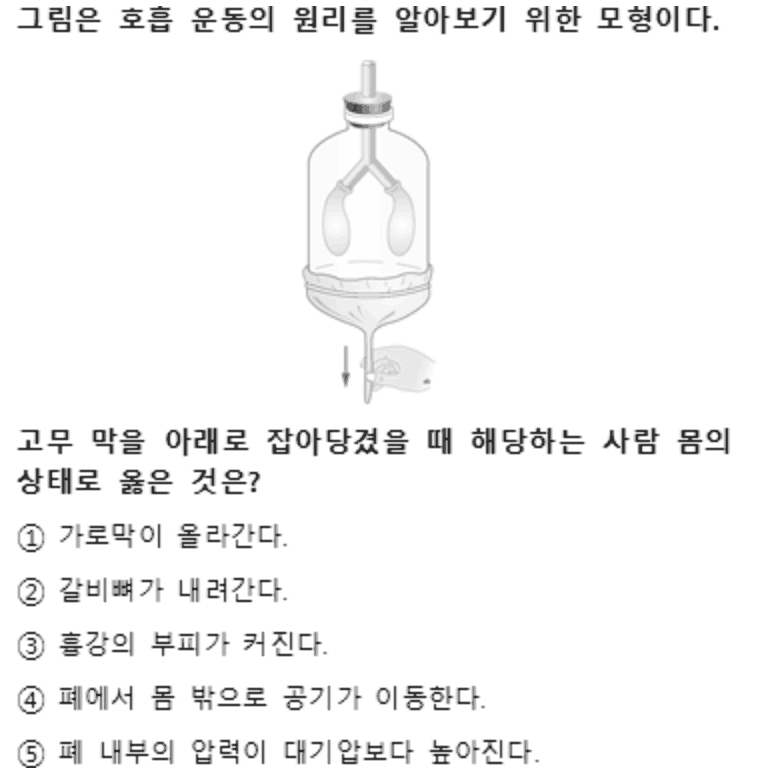 그림은 호흡 운동의 원리를 알아보기 위한 모형이다.
고무 막을 아래로 잡아당겼을 때 해당하는 사람 몸의
상태로 옳은 것은?
① 가로막이 올라간다.
② 갈비뼈가 내려간다.
③ 흉강의 부피가 커진다.
④ 폐에서 몸 밖으로 공기가 이동한다.
⑤ 폐 내부의 압력이 대기압보다 높아진다.